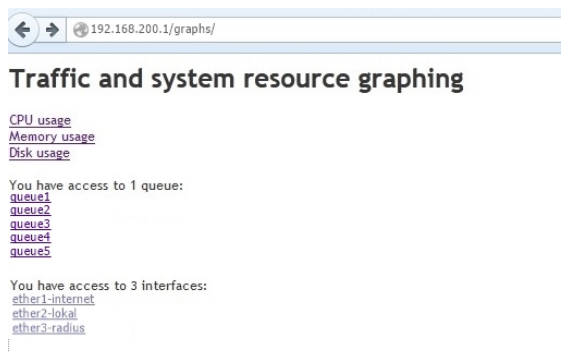 192.168.200.1/graphs/
Traffic and system resource graphing
CPU usage
Memory usage
Disk usage
You have access to 1 queue:
queue1
queue2
queue3
queue4
queue5
You have access to 3 interfaces:
ether1-internet
ether2-lokal
ether3-radius